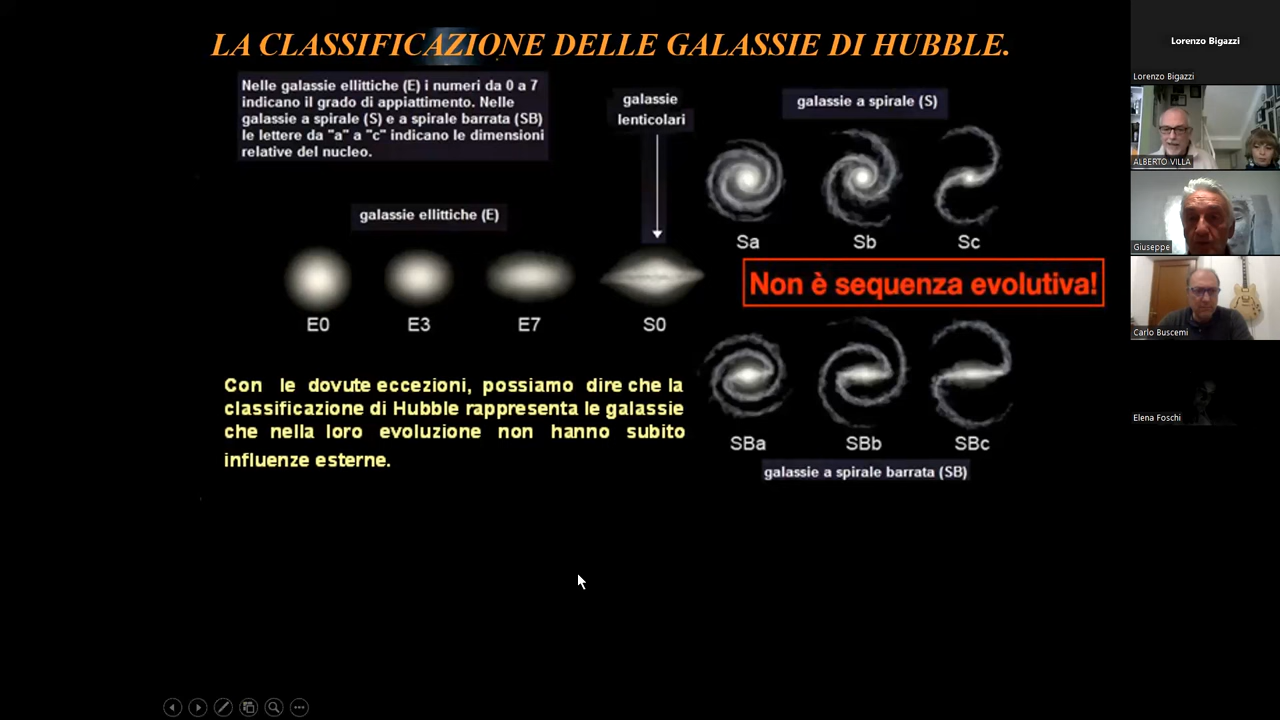 LA CLASSIFICAZIONE DELLE GALASSIE DI HUBBLE.
Nelle galassie ellittiche (E) i numeri da 0 a 7
indicano il grado di appiattimento. Nelle
galassie a spirale (S) e a spirale barrata (SB)
le lettere da "a" a "c" indicano le dimensioni
relative del nucleo.
galassie
lenticolari
galassie a spirale (S)
galassie ellittiche (E)
Sa
Sb
Sc
E0
E3
E7
S0
Non è sequenza evolutiva!
Con le dovute eccezioni, possiamo dire che la
classificazione di Hubble rappresenta le galassie
che nella loro evoluzione non hanno subito
influenze esterne.
SBa
SBb
SBc
galassie a spirale barrata (SB)
Lorenzo Bigazzi
Lorenzo Bigazzi
ALBERTO VILLA
Giuseppe
Carlo Buscemi
Elena Foschi